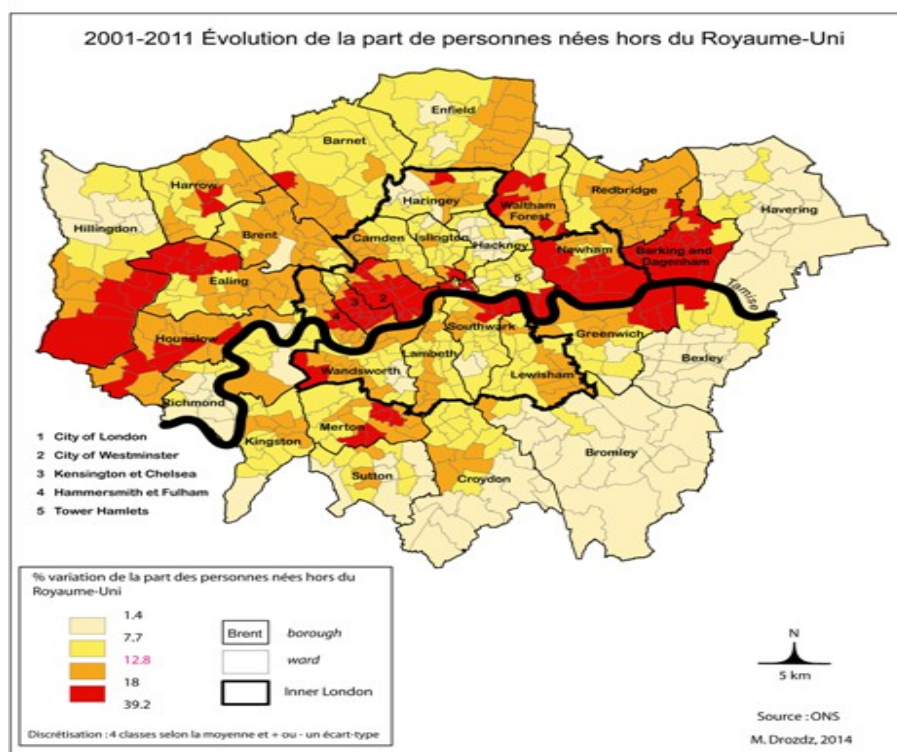 2001-2011 Évolution de la part de personnes nées hors du Royaume-Uni
Enfield
Barnet
Harrow
Haringey
Waltham
Forest
Redbridge
Havering
Hillingdon
Brent
Camden
Islington
Hackney
Newham
Barking and
Dagenham
Ealing
5
1
3
2
4
Tamise
Hounslow
Southwark
Greenwich
Bexley
Wandsworth
Lambeth
Lewisham
Richmond
Merton
Kingston
Bromley
Sutton
Croydon
1 City of London
2 City of Westminster
3 Kensington et Chelsea
4 Hammersmith et Fulham
5 Tower Hamlets
% variation de la part des personnes nées hors du
Royaume-Uni
1.4
7.7
12.8
18
39.2
Brent borough
ward
Inner London
Discrétisation : 4 classes selon la moyenne et + ou - un écart-type
N
5 km
Source : ONS
M. Drozdz, 2014